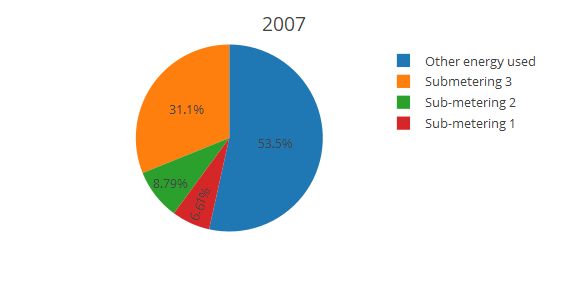 2007
Other energy used
Submetering 3
Sub-metering 2
Sub-metering 1
31.1%
53.5%
8.79%
6.61%